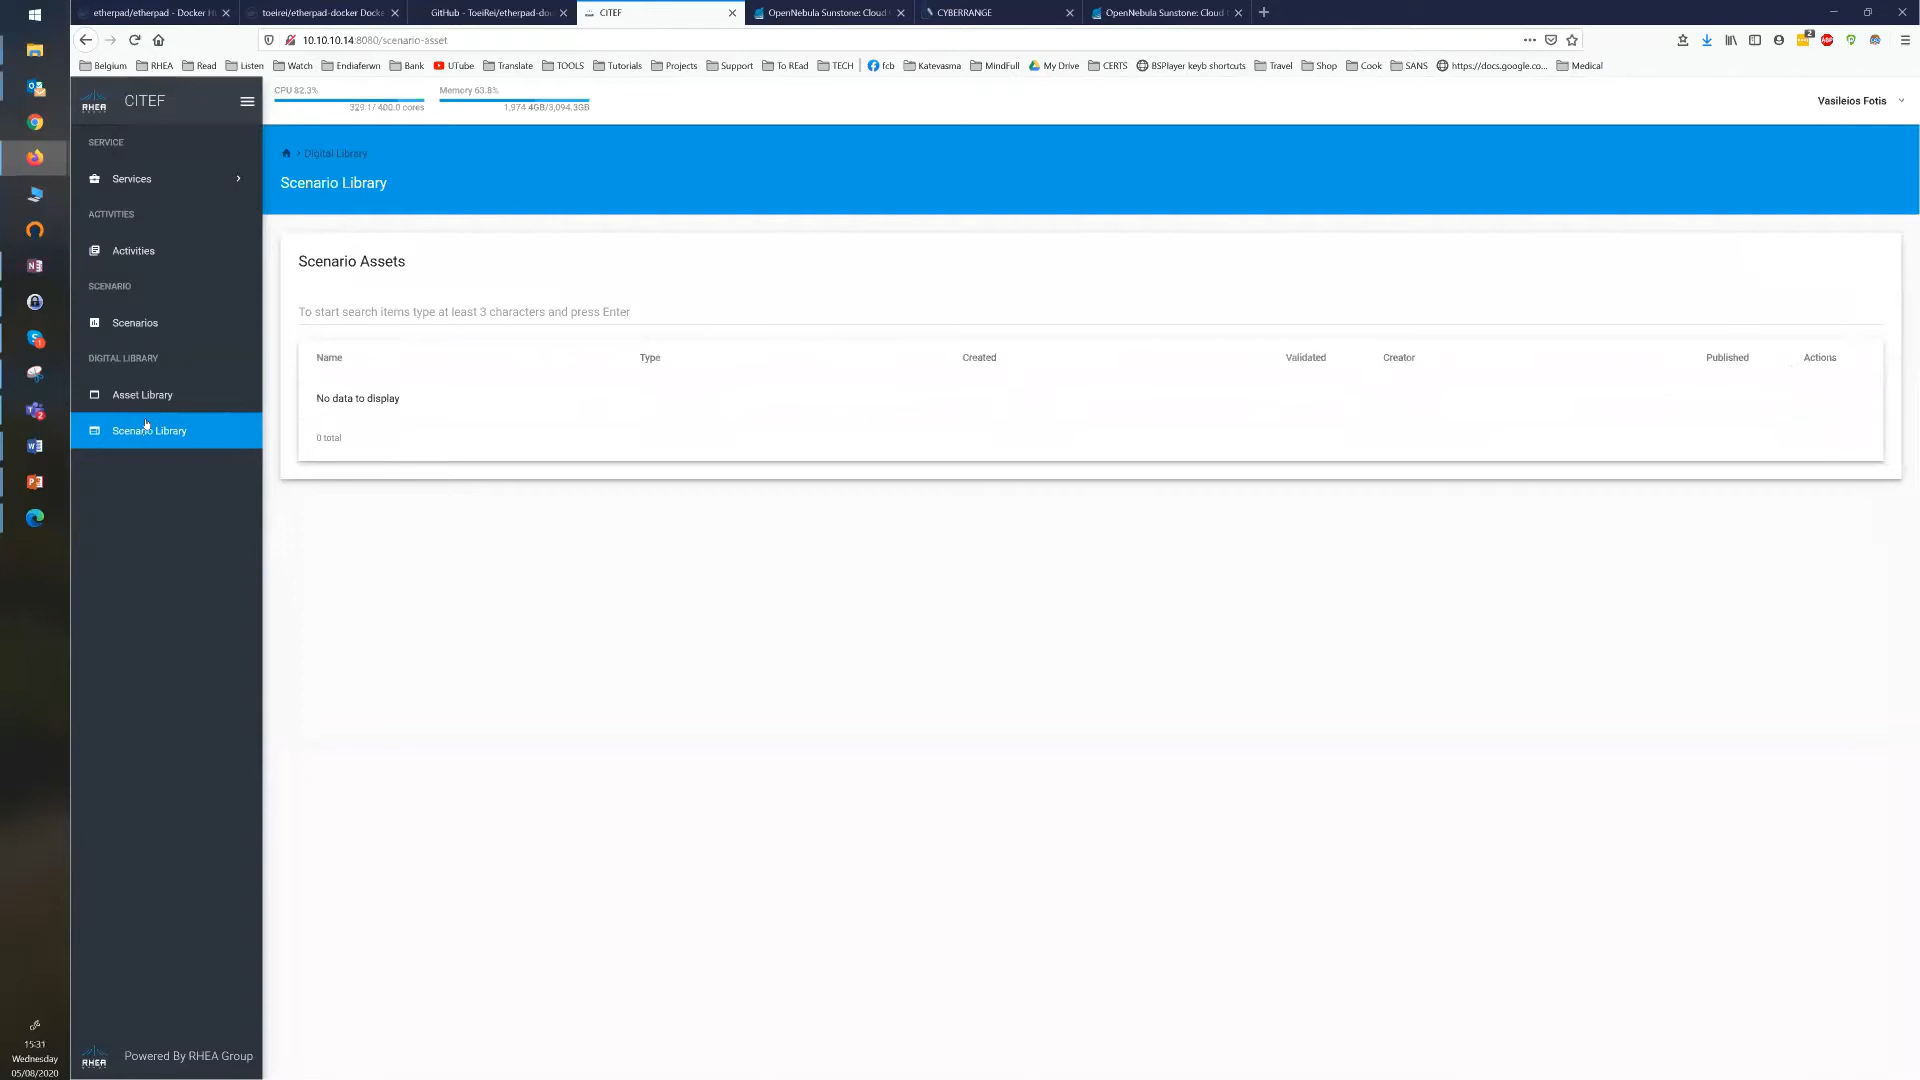 etherpad/etherpad - Docker H
toeirei/etherpad-docker Docke
GitHub - ToeiRei/etherpad-doc
CITEF
OpenNebula Sunstone: Cloud
CYBERRANGE
OpenNebula Sunstone: Cloud
10.10.10.14:8080/scenario-asset
2
Belgium
RHEA
Read
Listen
Watch
Endiaferwn
Bank
UTube
Translate
TOOLS
Tutorials
Projects
Support
To REad
TECH
fcb
Katevasma
MindFull
My Drive
CERTS
BSPlayer keyb shortcuts
Travel
Shop
Cook
SANS
https://docs.google.co...
Medical
RHEA
CITEF
CPU 82.3%
329.1/ 400.0 cores
Memory 63.8%
1,974.4GB/3,094.3GB
Vasileios Fotis
SERVICE
Services
ACTIVITIES
Activities
SCENARIO
Scenarios
DIGITAL LIBRARY
Asset Library
Scenario Library
Digital Library
Scenario Library
Scenario Assets
To start search items type at least 3 characters and press Enter
Name Type Created Validated Creator Published Actions
No data to display
0 total
RHEA
Powered By RHEA Group
15:31
Wednesday
05/08/2020